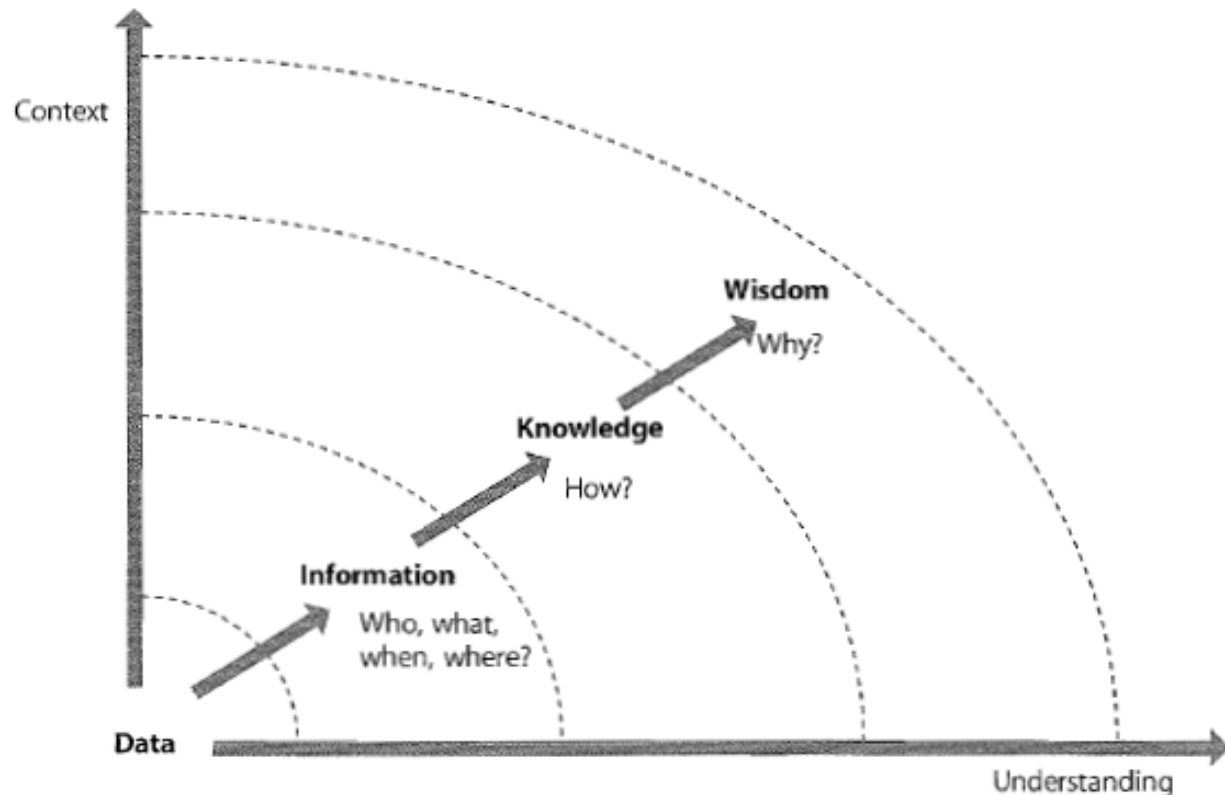 Context
Wisdom
Why?
Knowledge
How?
Information
Who, what,
when, where?
Data
Understanding